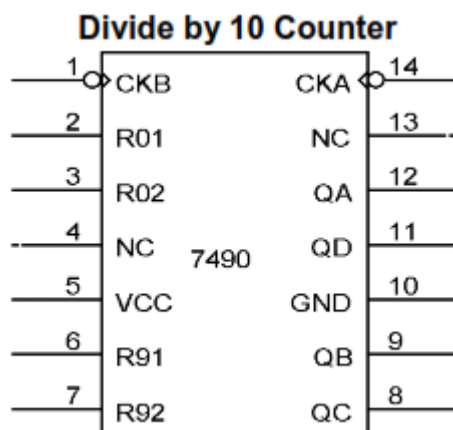 Divide by 10 Counter
1 CKB CKA 14
2 R01 NC 13
3 R02 QA 12
4 NC QD 11
7490
5 VCC GND 10
6 R91 QB 9
7 R92 QC 8